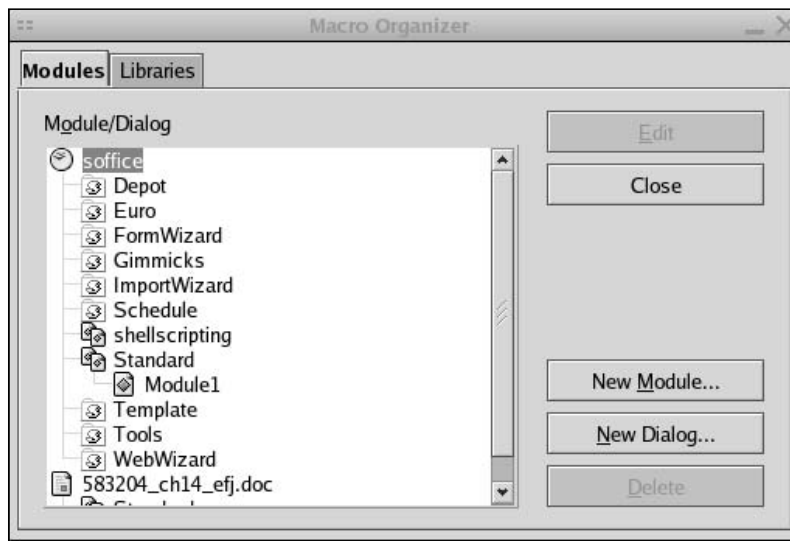 Macro Organizer
Modules Libraries
Module/Dialog
soffice
Depot
Euro
FormWizard
Gimmicks
ImportWizard
Schedule
shellscripting
Standard
Module1
Template
Tools
WebWizard
583204_ch14_efj.doc
Edit
Close
New Module...
New Dialog...
Delete